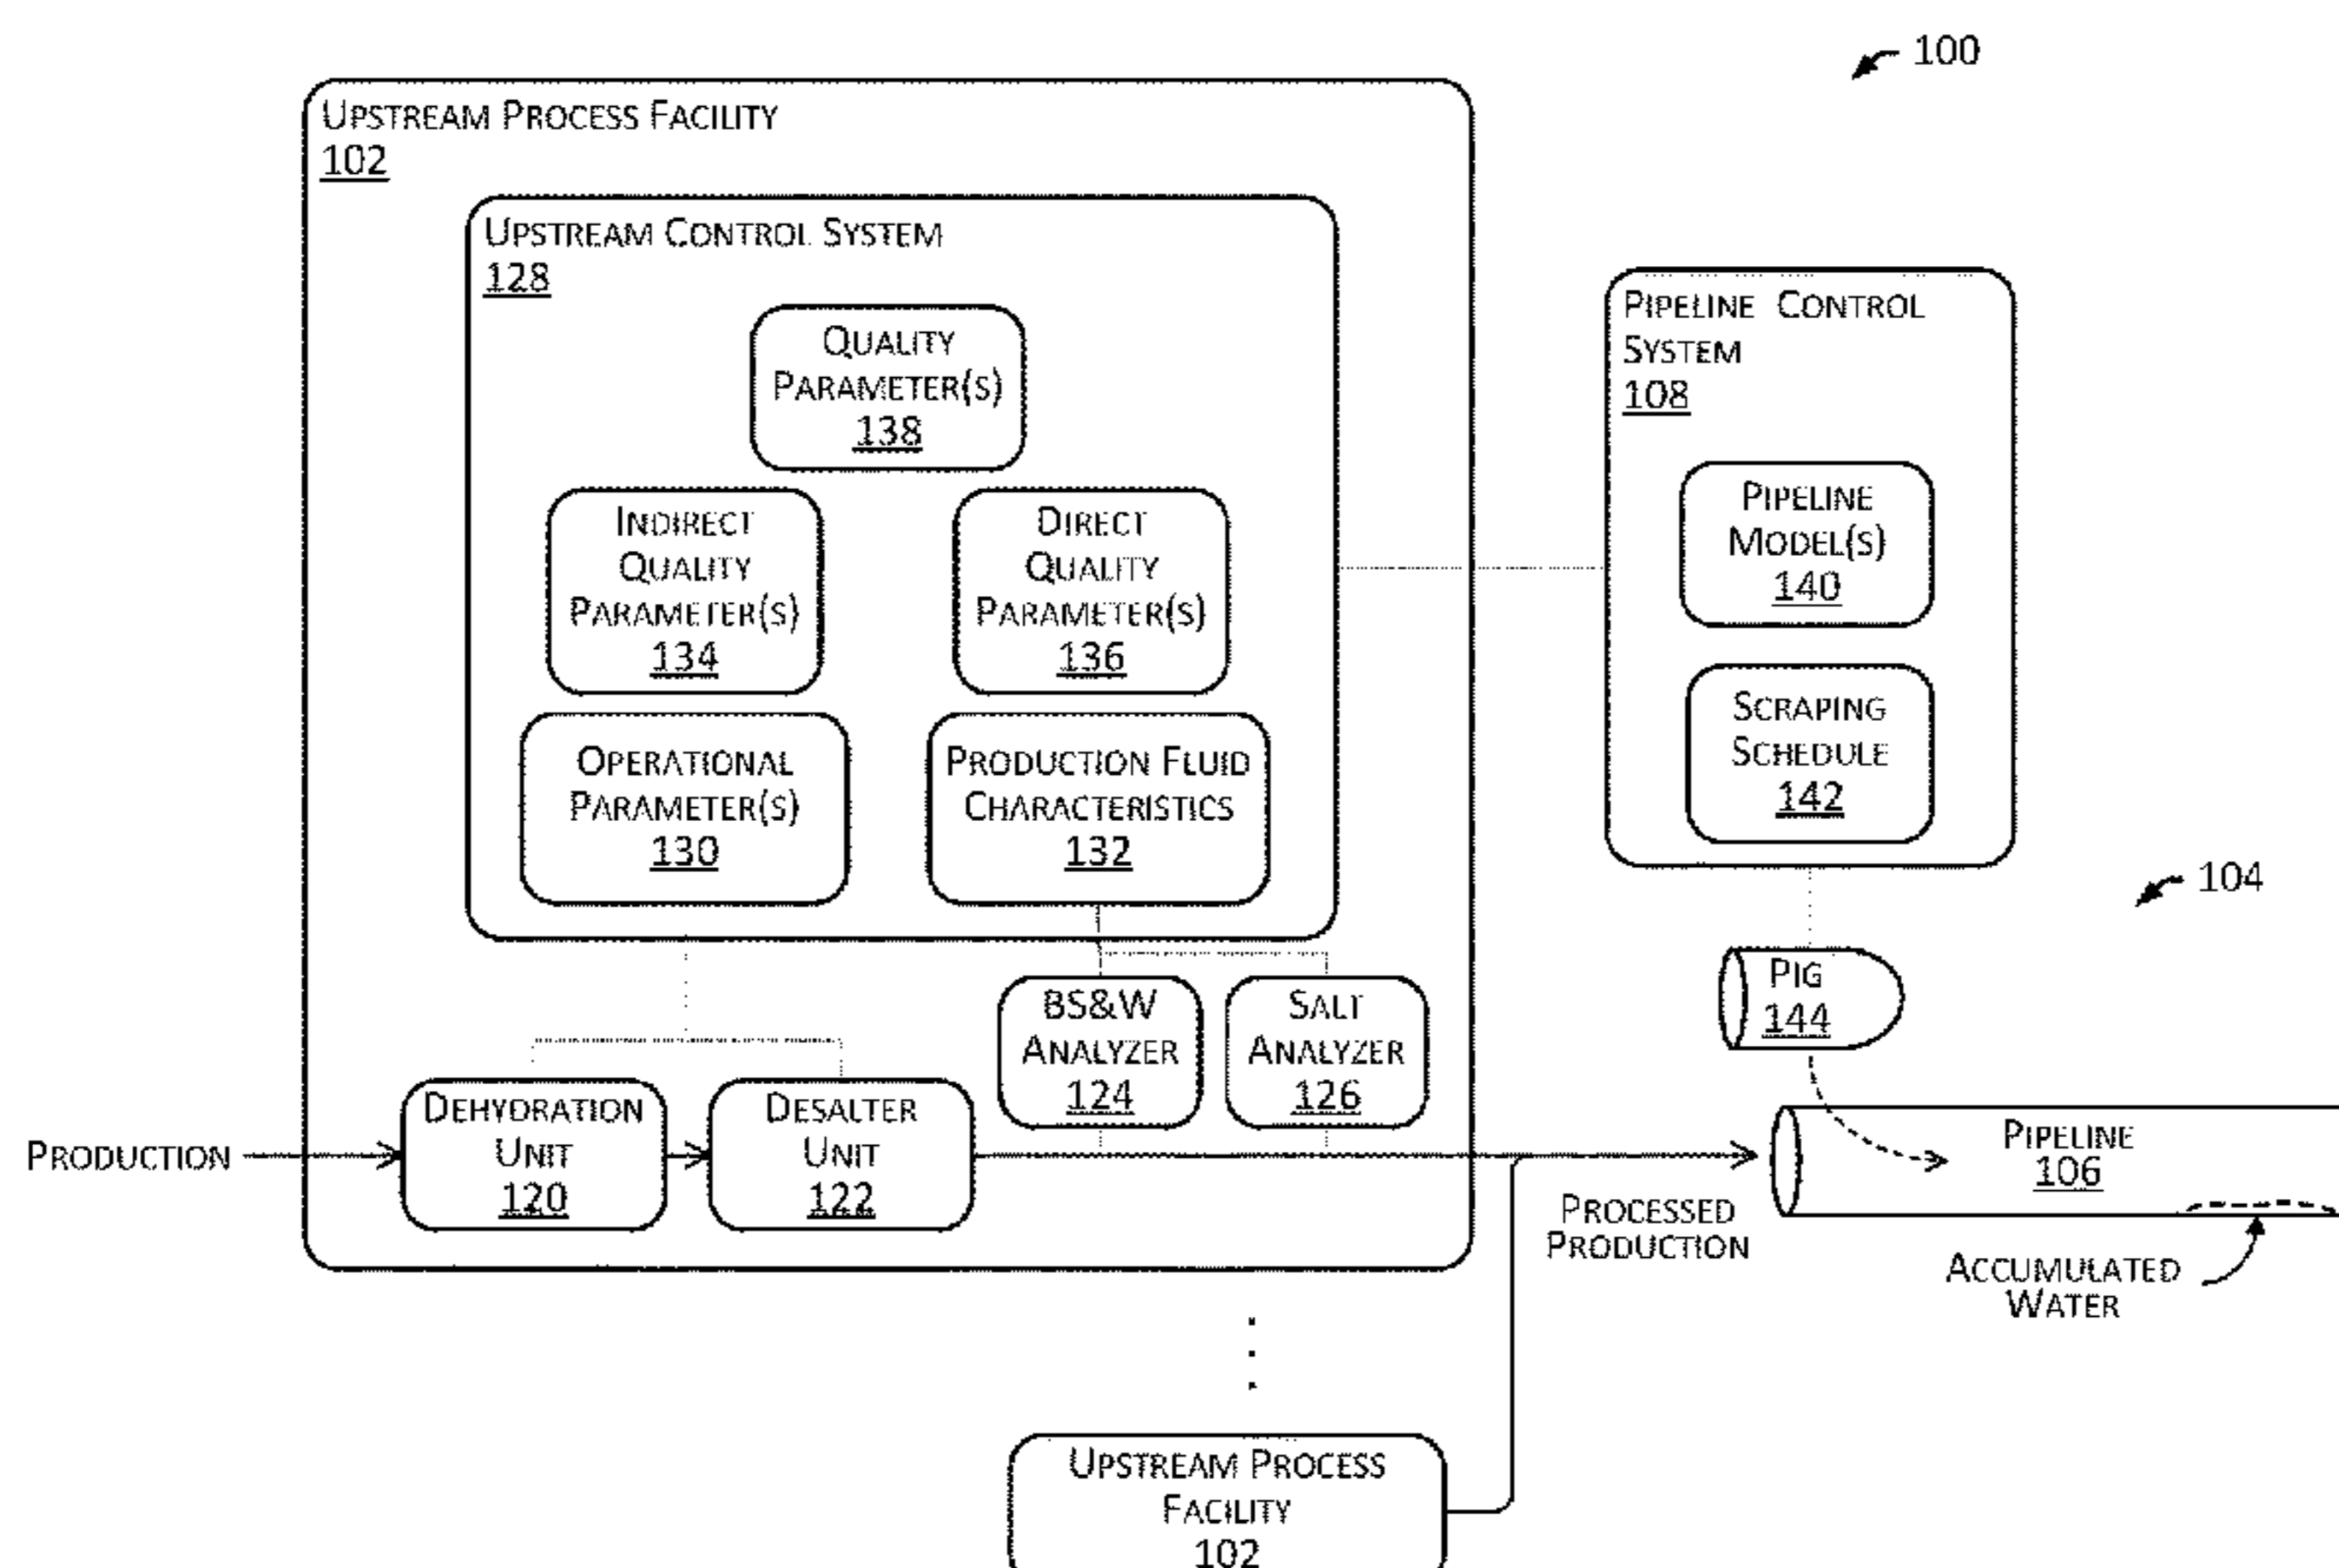 100
UPSTREAM PROCESS FACILITY
102
UPSTREAM CONTROL SYSTEM
128
QUALITY
PARAMETER(S)
138
INDIRECT
QUALITY
PARAMETER(S)
134
DIRECT
QUALITY
PARAMETER(S)
136
OPERATIONAL
PARAMETER(S)
130
PRODUCTION FLUID
CHARACTERISTICS
132
PIPELINE CONTROL
SYSTEM
108
PIPELINE
MODEL(S)
140
SCRAPING
SCHEDULE
142
104
PIG
144
BS&W
ANALYZER
124
SALT
ANALYZER
126
PRODUCTION
DEHYDRATION
UNIT
120
DESALTER
UNIT
122
PIPELINE
106
PROCESSED
PRODUCTION
ACCUMULATED
WATER
UPSTREAM PROCESS
FACILITY
102